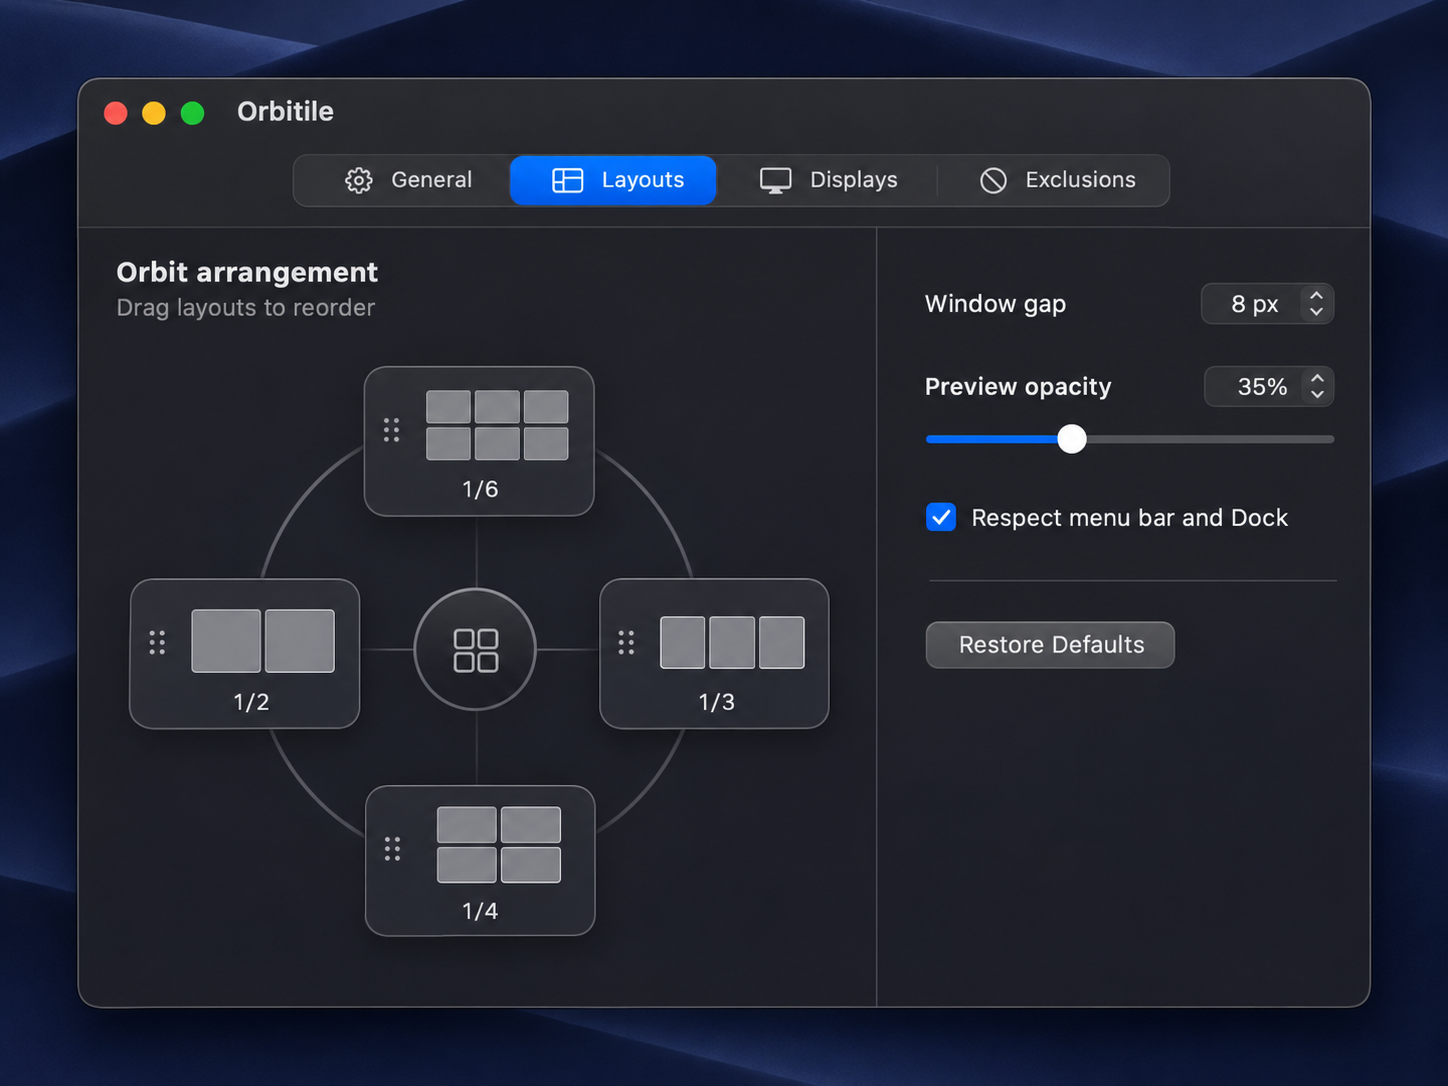 Orbitile
General
Layouts
Displays
Exclusions
Orbit arrangement
Drag layouts to reorder
1/6
1/2
1/3
1/4
Window gap
8 px
Preview opacity
35%
Respect menu bar and Dock
Restore Defaults